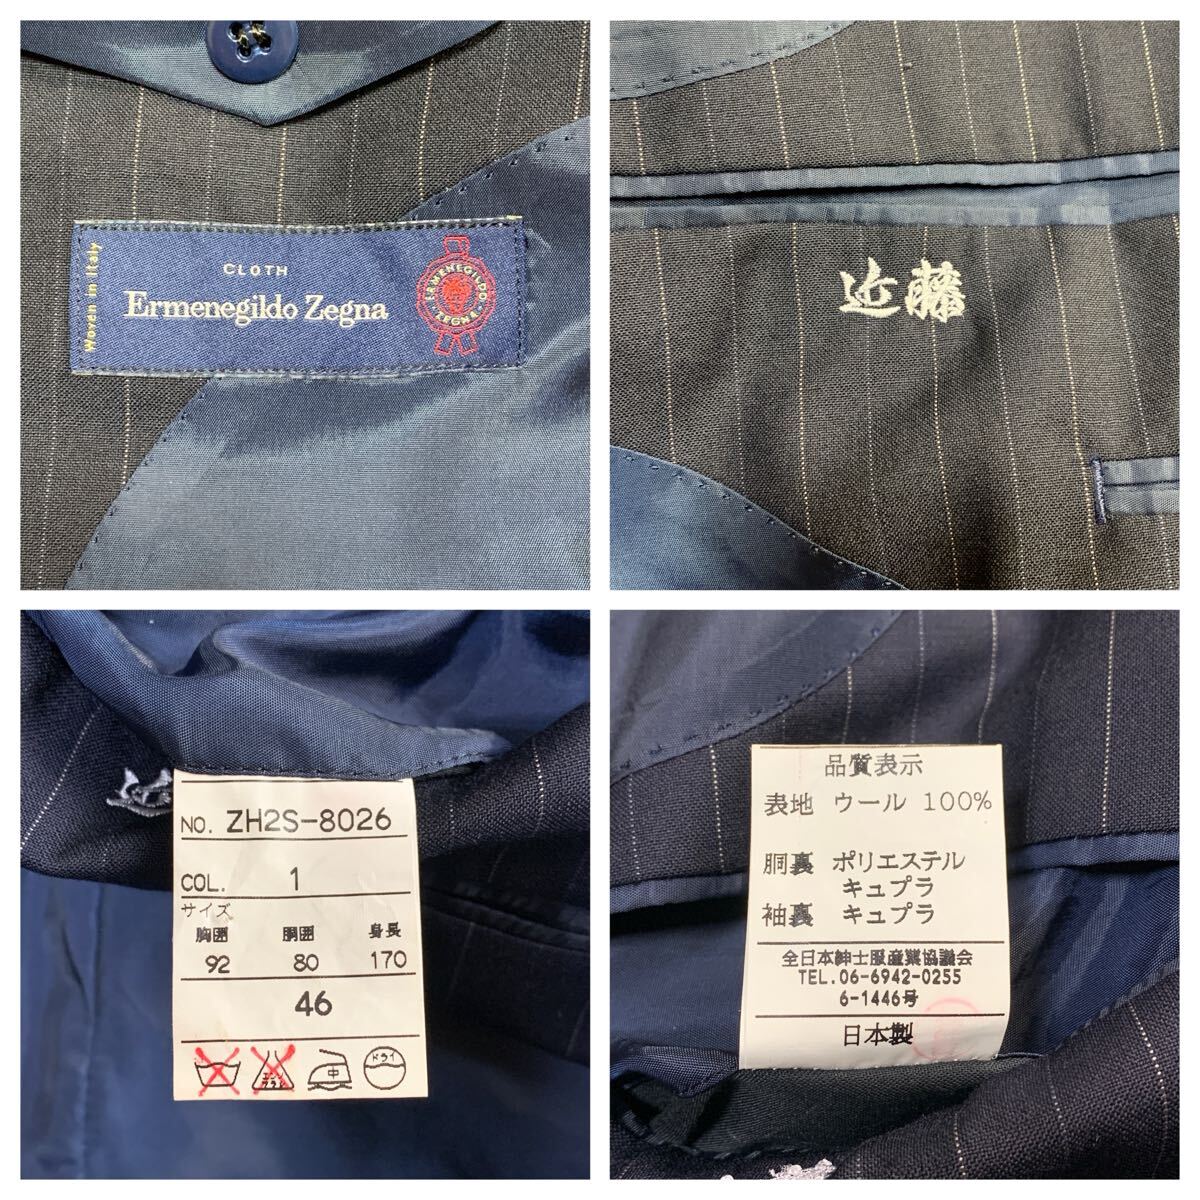 Woven in Italy
CLOTH
Ermenegildo Zegna
ERMENEGILDO
ZEGNA
近藤
NO. ZH2S-8026
COL. 1
サイズ
胸囲 胴囲 身長
92 80 170
46
中
ドライ
品質表示
表地 ウール 100%
胴裏 ポリエステル
キュプラ
袖裏 キュプラ
全日本紳士服産業協議会
TEL.06-6942-0255
6-1446号
日本製